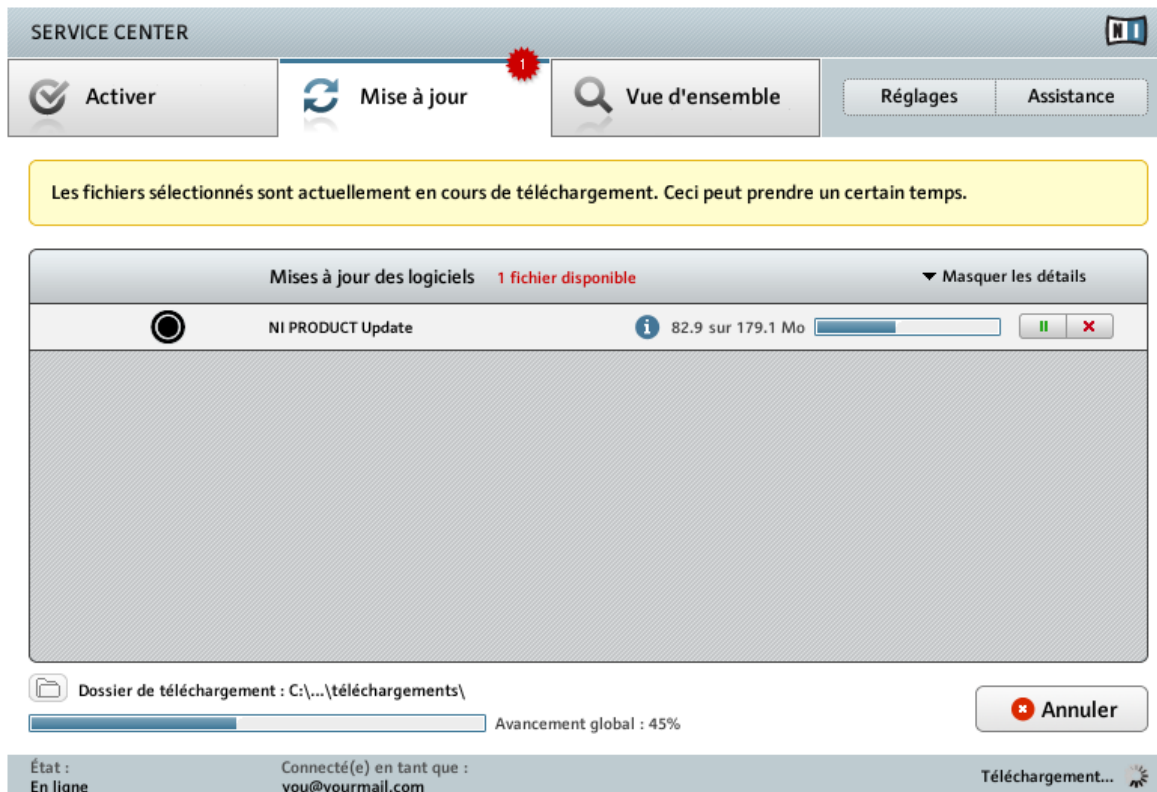 SERVICE CENTER
NI
Activer
Mise à jour
1
Vue d'ensemble
Réglages
Assistance
Les fichiers sélectionnés sont actuellement en cours de téléchargement. Ceci peut prendre un certain temps.
Mises à jour des logiciels 1 fichier disponible
Masquer les détails
NI PRODUCT Update
i
82.9 sur 179.1 Mo
Dossier de téléchargement : C:\...\téléchargements\
Avancement global : 45%
Annuler
État :
En ligne
Connecté(e) en tant que :
you@yourmail.com
Téléchargement...